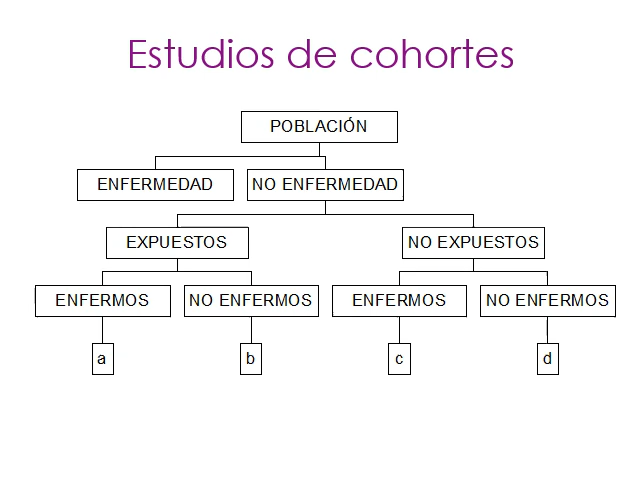 Estudios de cohortes
POBLACIÓN
ENFERMEDAD
NO ENFERMEDAD
EXPUESTOS
NO EXPUESTOS
ENFERMOS
NO ENFERMOS
ENFERMOS
NO ENFERMOS
a
b
c
d